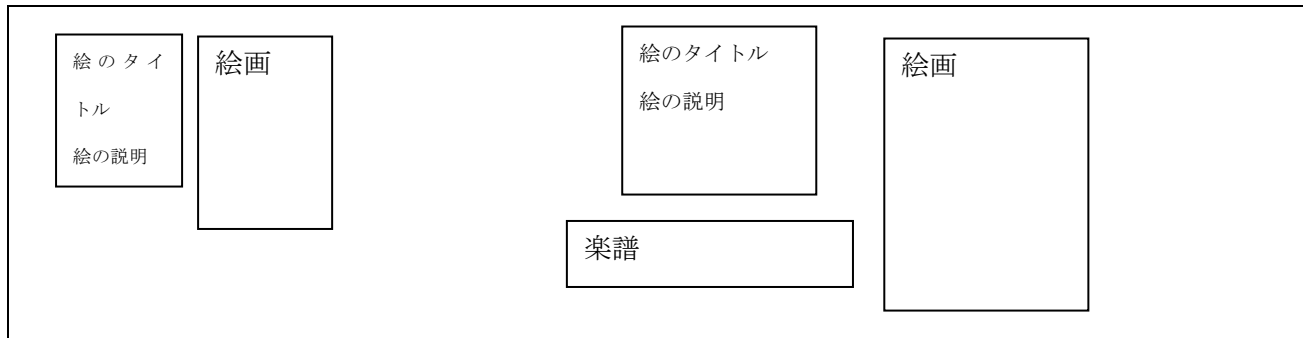 絵のタイ
トル
絵の説明
絵画
絵のタイトル
絵の説明
楽譜
絵画